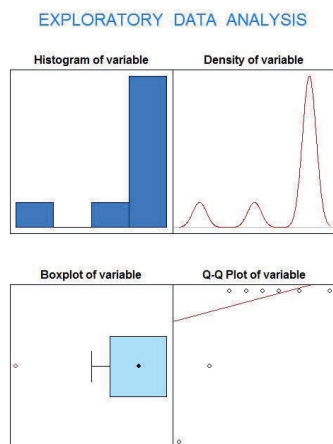 EXPLORATORY DATA ANALYSIS
Histogram of variable
Density of variable
Boxplot of variable
Q-Q Plot of variable